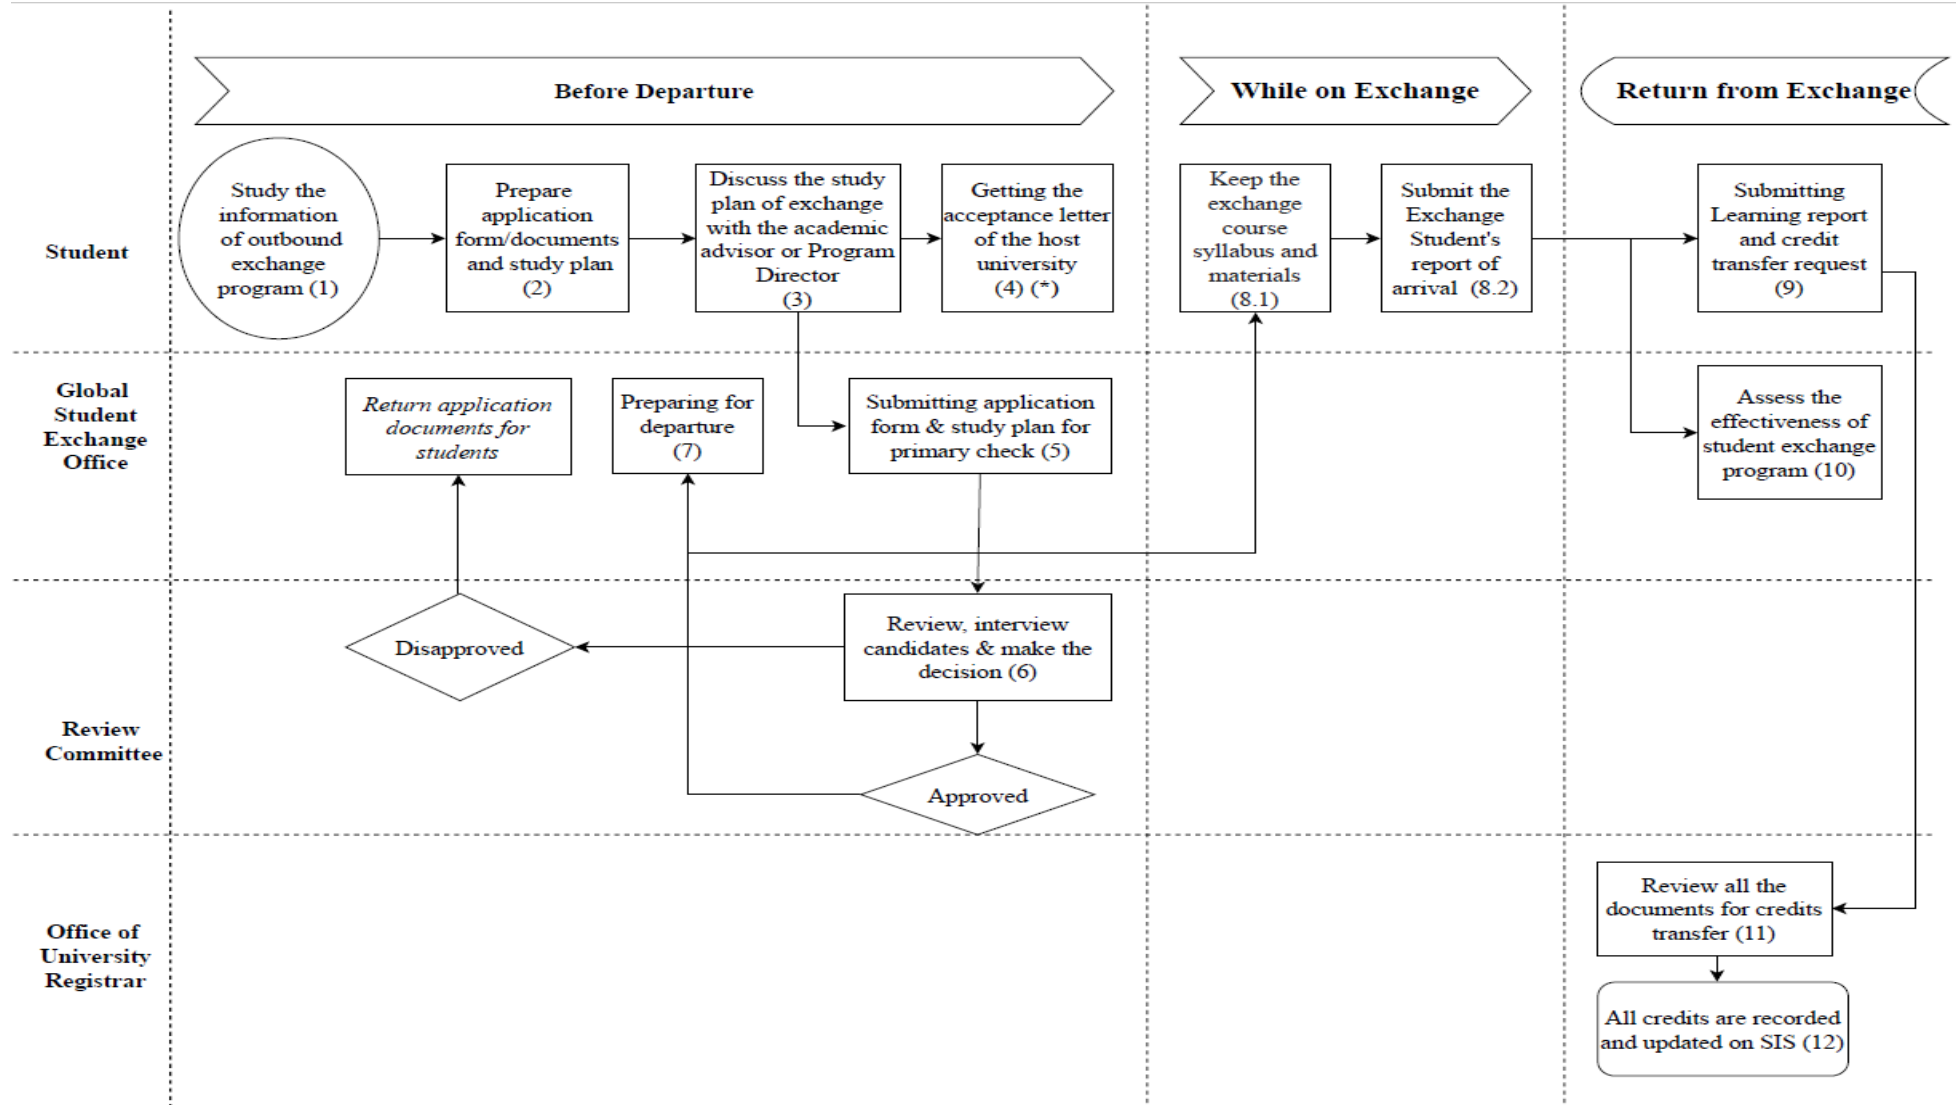 Before Departure
While on Exchange
Return from Exchange
Student
Study the
information
of outbound
exchange
program (1)
Prepare
application
form/documents
and study plan
(2)
Discuss the study
plan of exchange
with the academic
advisor or Program
Director
(3)
Getting the
acceptance letter
of the host
university
(4) (*)
Keep the
exchange
course
syllabus and
materials
(8.1)
Submit the
Exchange
Student's
report of
arrival (8.2)
Submitting
Learning report
and credit
transfer request
(9)
Global
Student
Exchange
Office
Return application
documents for
students
Preparing for
departure
(7)
Submitting application
form & study plan for
primary check (5)
Assess the
effectiveness of
student exchange
program (10)
Review
Committee
Disapproved
Review, interview
candidates & make the
decision (6)
Approved
Office of
University
Registrar
Review all the
documents for credits
transfer (11)
All credits are recorded
and updated on SIS (12)